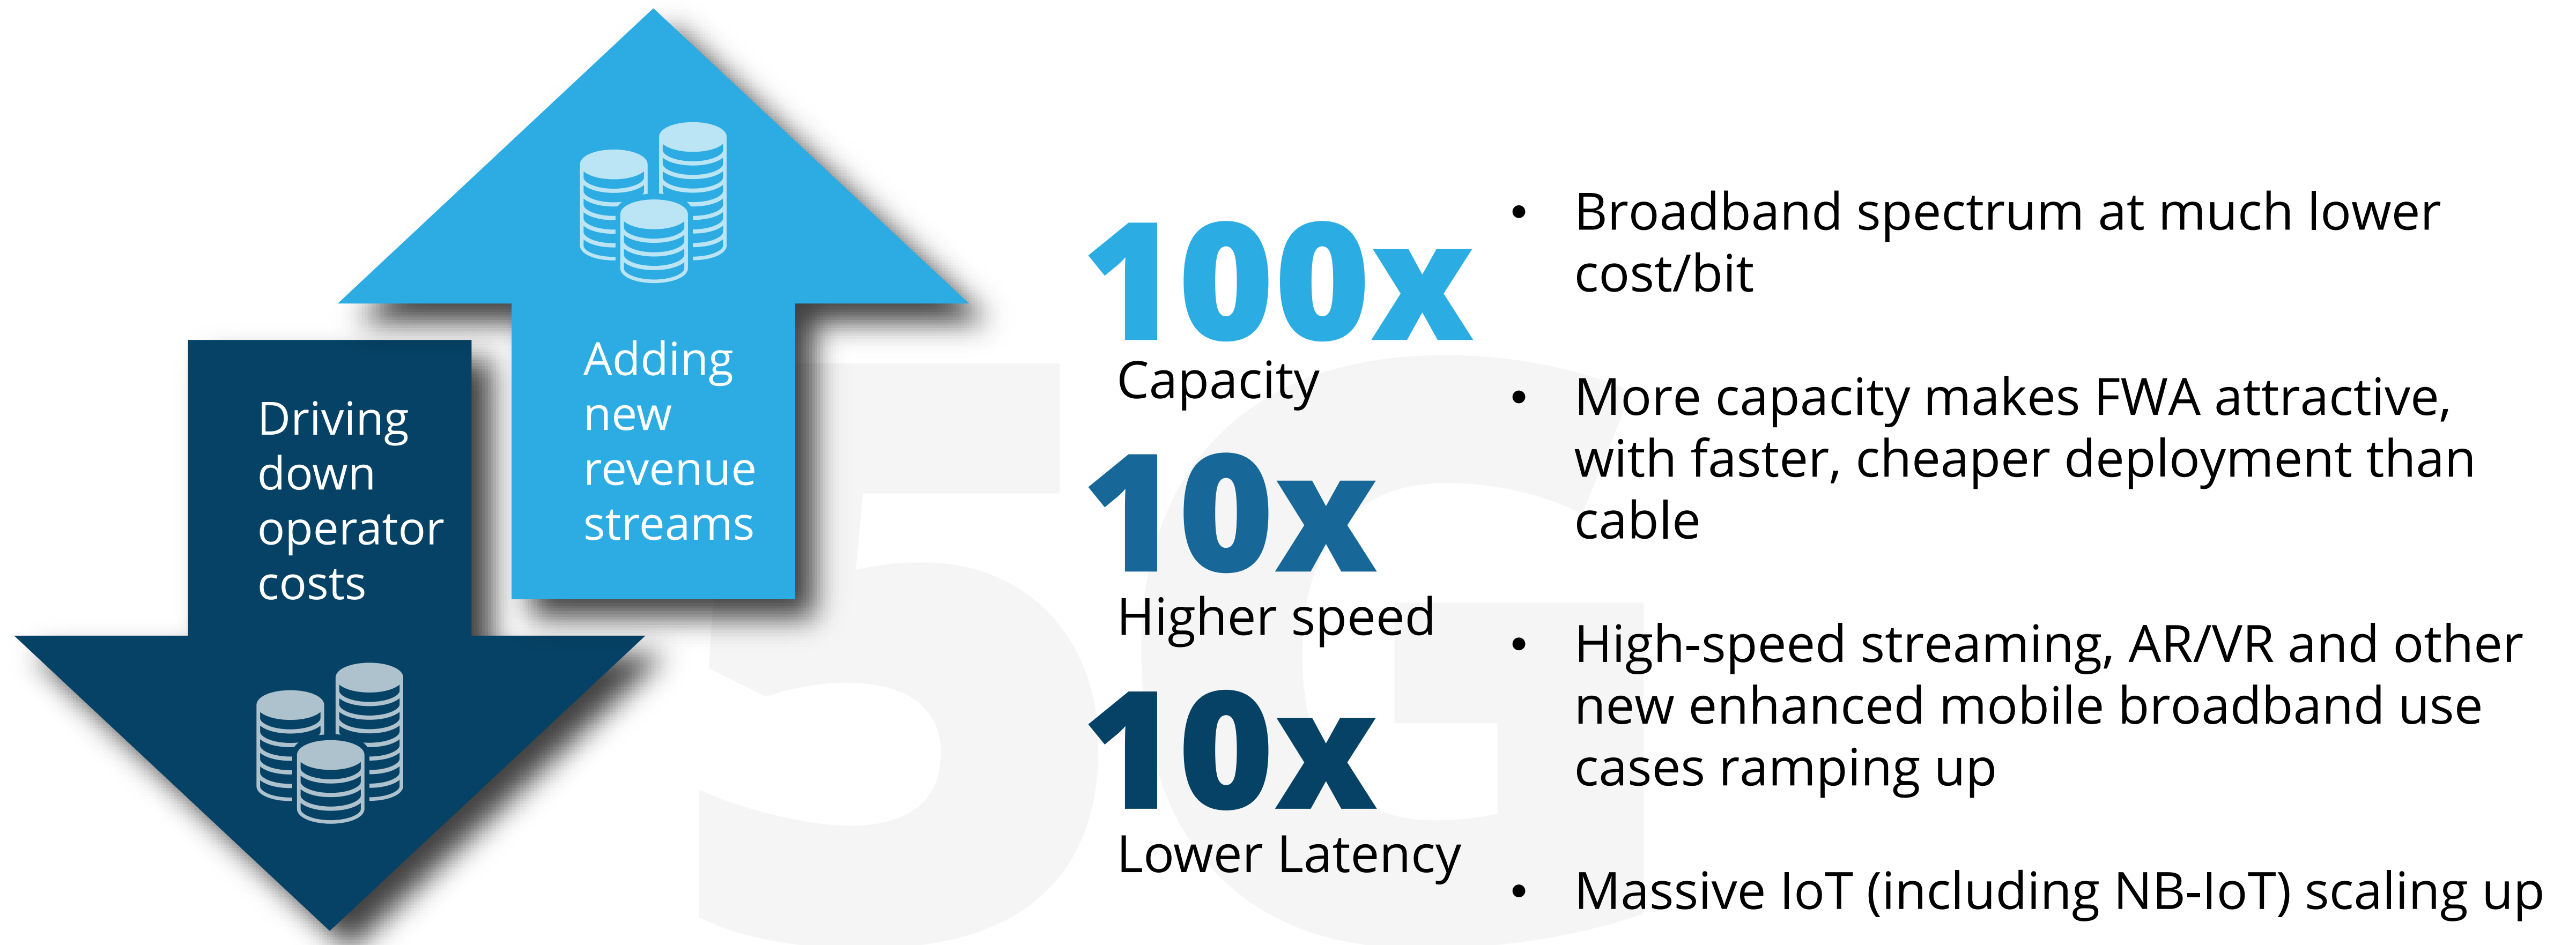 Driving
down
operator
costs
Adding
new
revenue
streams
5G
100x
Capacity
10x
Higher speed
10x
Lower Latency
• Broadband spectrum at much lower
cost/bit
• More capacity makes FWA attractive,
with faster, cheaper deployment than
cable
• High-speed streaming, AR/VR and other
new enhanced mobile broadband use
cases ramping up
• Massive IoT (including NB-IoT) scaling up